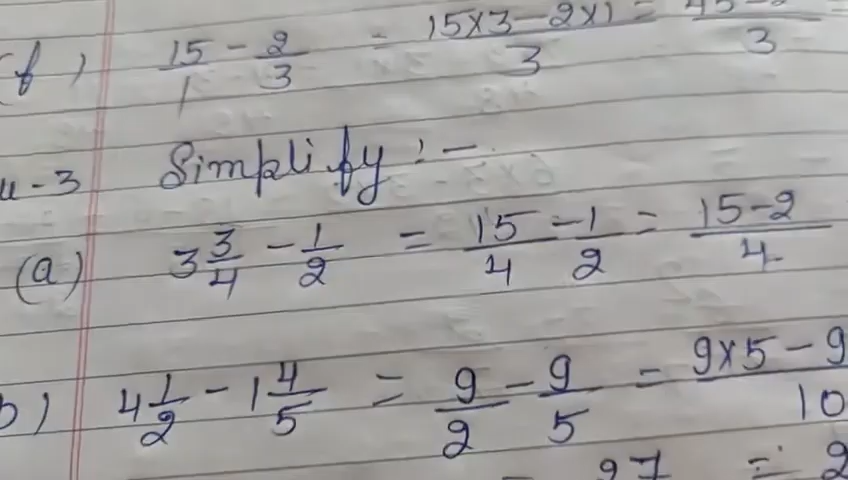 (f) 15/1 - 2/3 = 15×3-2×1/3 = 45-2/3 =
u-3 Simplify :-
(a) 3 3/4 - 1/2 = 15/4 - 1/2 = 15-2/4
b) 4 1/2 - 1 4/5 = 9/2 - 9/5 = 9×5-9/10
= 27 = 2